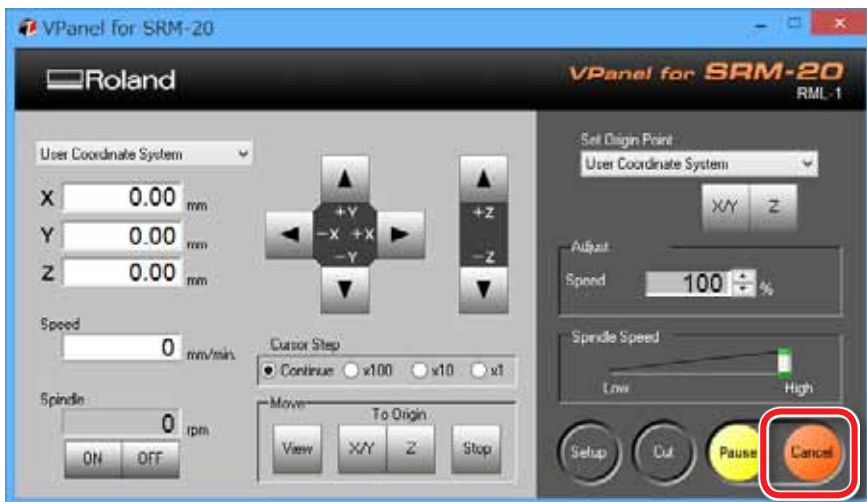 VPanel for SRM-20
Roland
VPanel for SRM-20
RML-1
User Coordinate System
X 0.00 mm
Y 0.00 mm
Z 0.00 mm
Speed
0 mm/min.
Spindle
0 rpm
ON OFF
+Y
-X +X
-Y
+Z
-Z
Cursor Step
Continue x100 x10 x1
Move
To Origin
View X/Y Z Stop
Set Origin Point
User Coordinate System
X/Y Z
Adjust
Speed 100 %
Spindle Speed
Low High
Setup Cut Pause Cancel